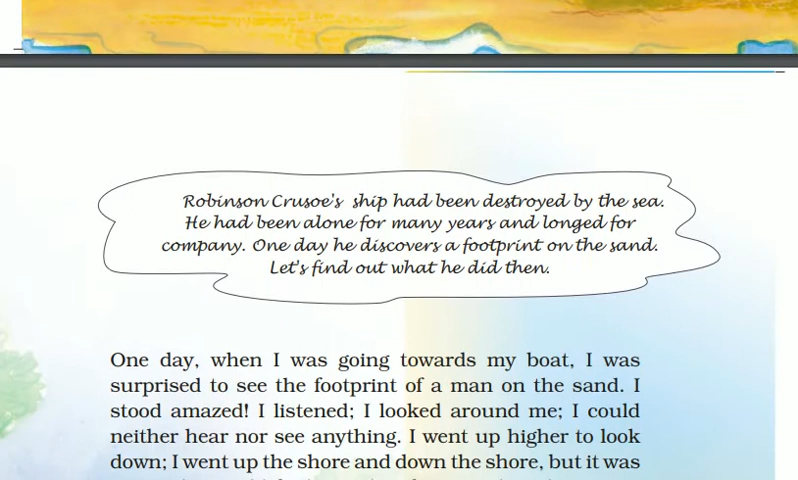 Robinson Crusoe's ship had been destroyed by the sea.
He had been alone for many years and longed for
company. One day he discovers a footprint on the sand.
Let's find out what he did then.
One day, when I was going towards my boat, I was
surprised to see the footprint of a man on the sand. I
stood amazed! I listened; I looked around me; I could
neither hear nor see anything. I went up higher to look
down; I went up the shore and down the shore, but it was